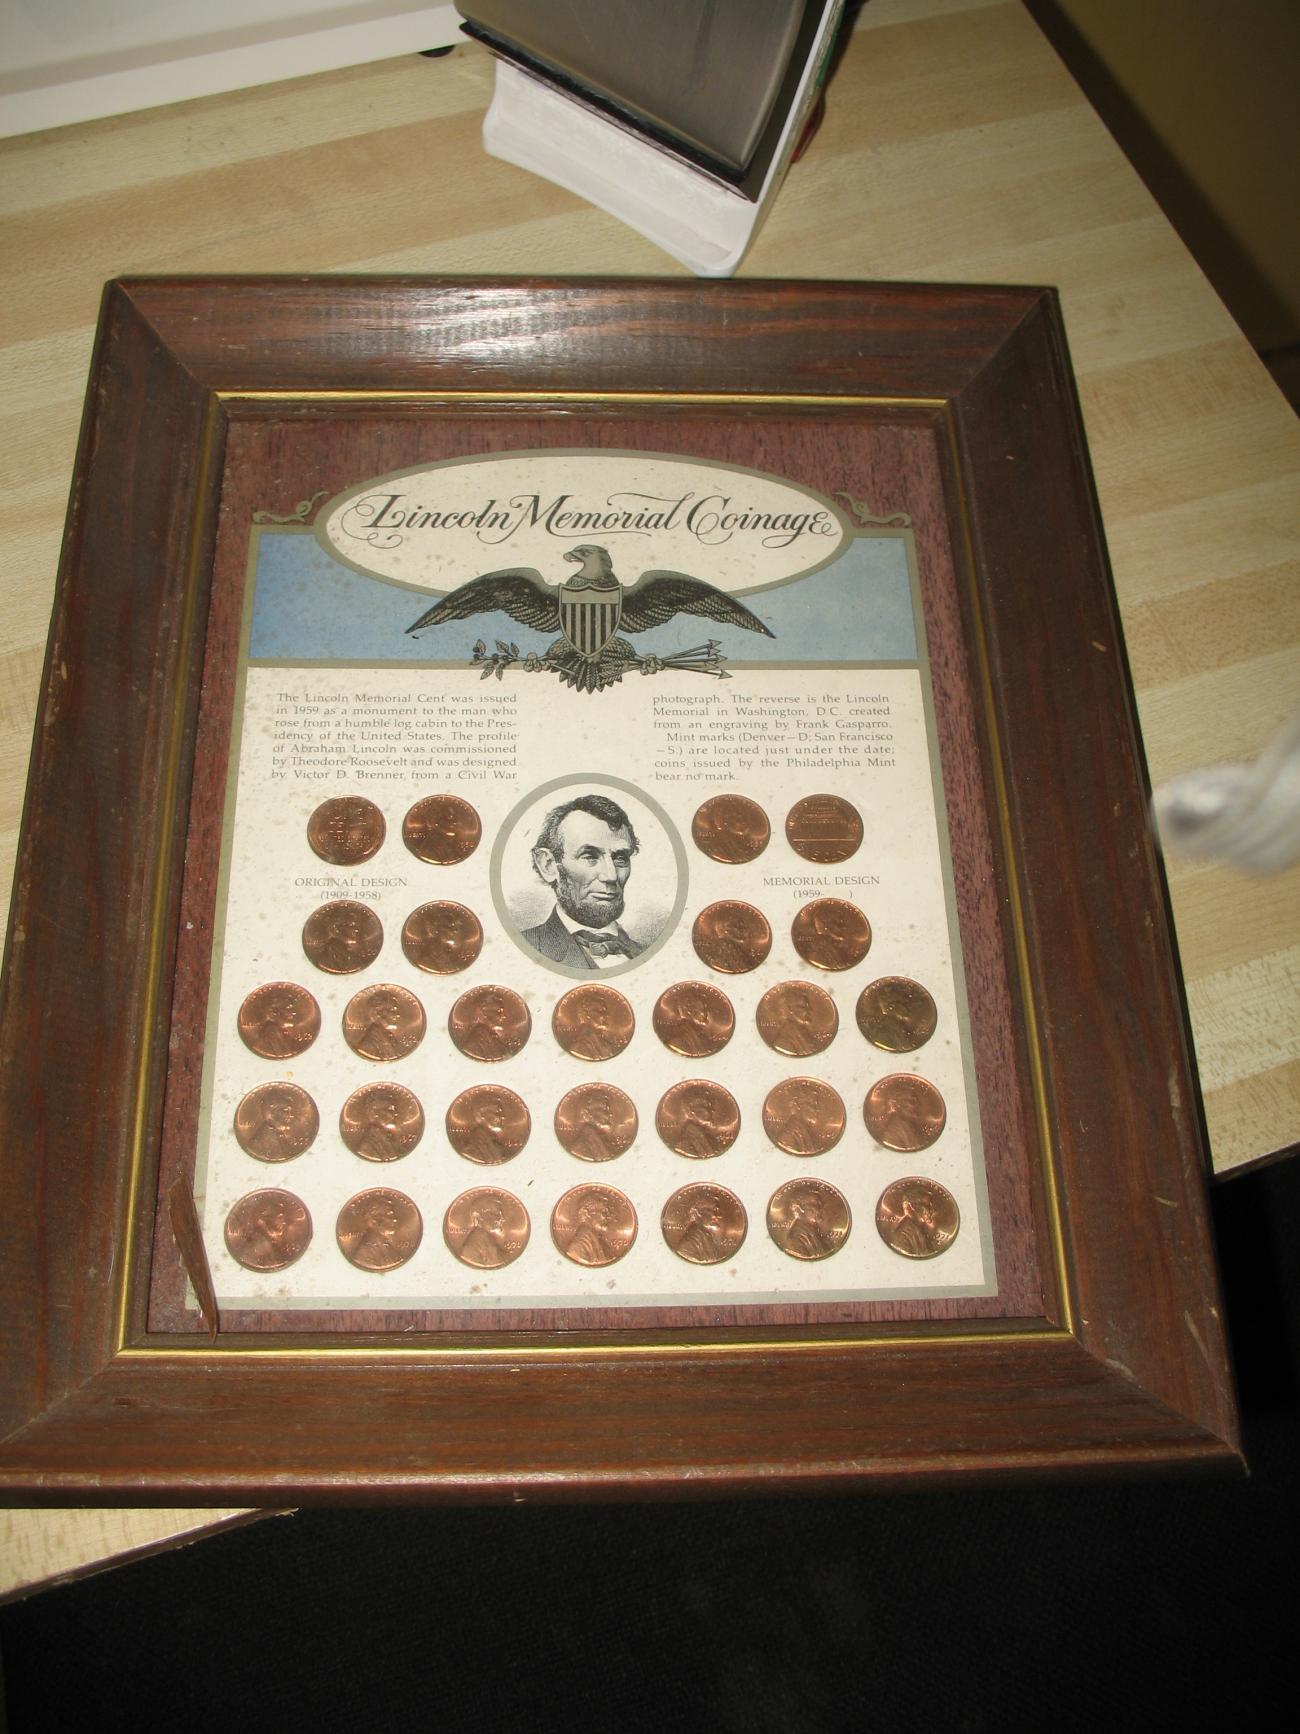 Lincoln Memorial Coinage
The Lincoln Memorial Cent was issued
in 1959 as a monument to the man who
rose from a humble log cabin to the Pres-
idency of the United States. The profile
of Abraham Lincoln was commissioned
by Theodore Roosevelt and was designed
by Victor D. Brenner from a Civil War
photograph. The reverse is the Lincoln
Memorial in Washington, D.C. created
from an engraving by Frank Gasparro.
Mint marks (Denver—D; San Francisco
—S) are located just under the date;
coins issued by the Philadelphia Mint
bear no mark.
ORIGINAL DESIGN
(1909-1958)
MEMORIAL DESIGN
(1959- )